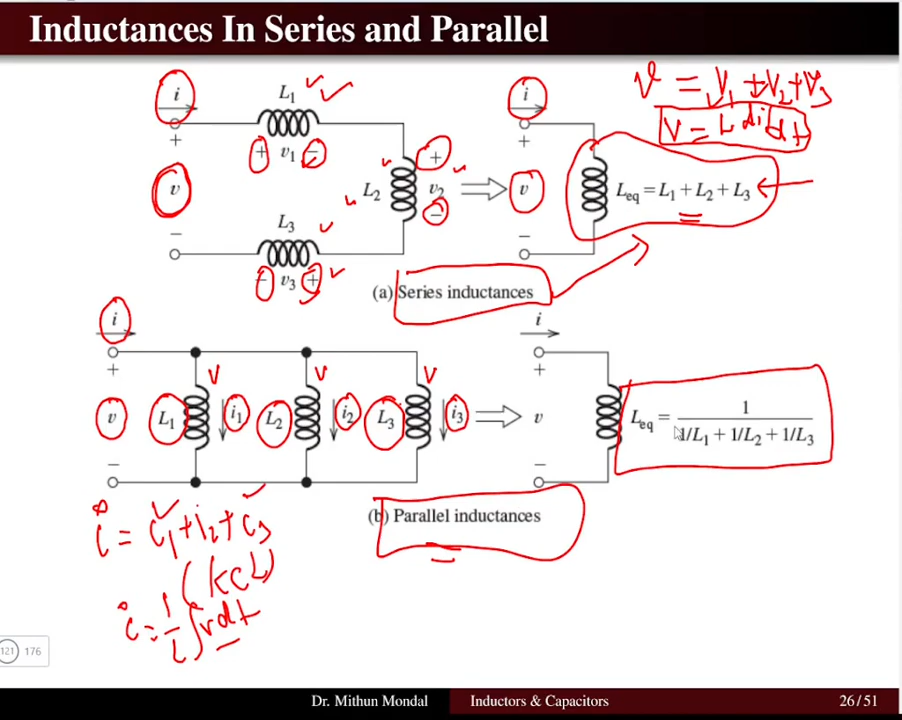 Inductances In Series and Parallel
i
L₁
+
v₁
−
v
+
L₂
v₂
−
L₃
−
v₃
+
i
+
v
−
Leq = L₁ + L₂ + L₃
v = V₁ + V₂ + V₃
V = L di/dt
(a) Series inductances
i
+
v
−
L₁
i₁
L₂
i₂
L₃
i₃
V
V
V
i
+
v
−
Leq = 1 / (1/L₁ + 1/L₂ + 1/L₃)
(b) Parallel inductances
i = i₁ + i₂ + i₃
(KCL)
i = 1/L ∫ v dt
121 176
Dr. Mithun Mondal
Inductors & Capacitors
26 / 51